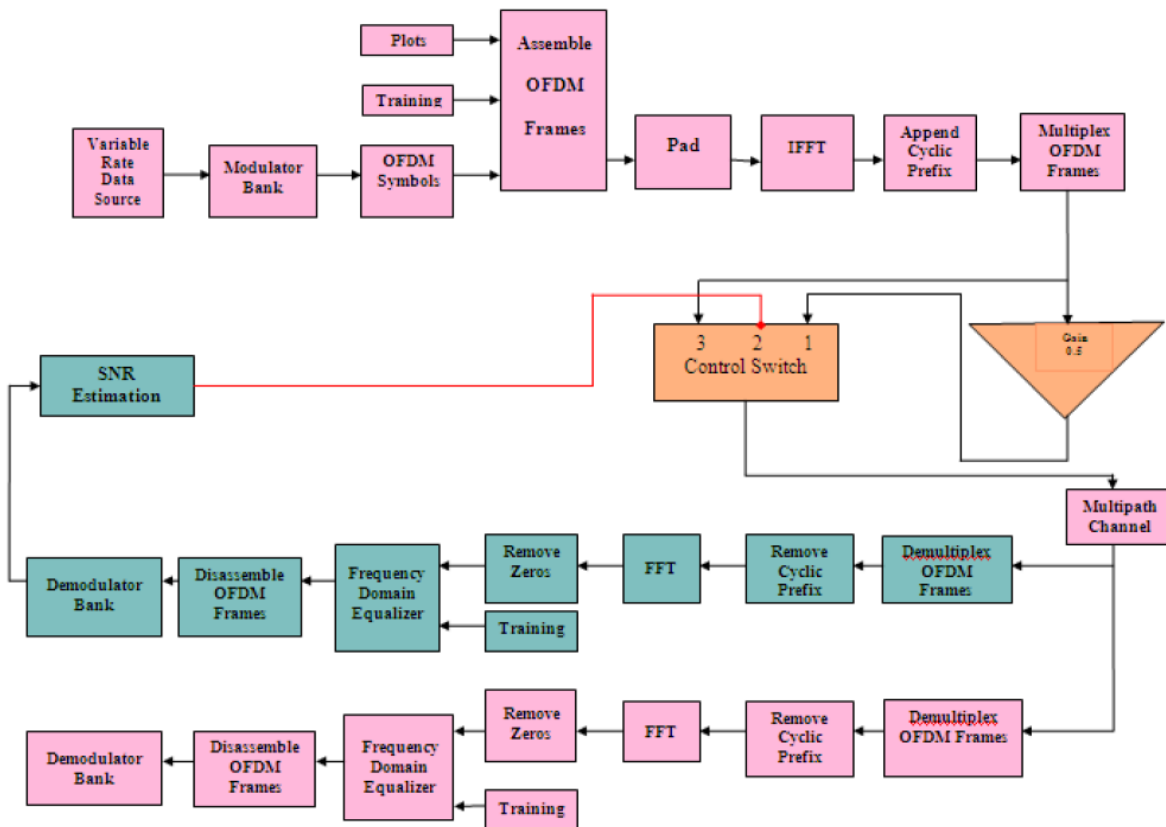 Plots
Assemble
OFDM
Frames
Training
Variable
Rate
Data
Source
Modulator
Bank
OFDM
Symbols
Pad
IFFT
Append
Cyclic
Prefix
Multiplex
OFDM
Frames
3 2 1
Control Switch
Gain
0.5
SNR
Estimation
Multipath
Channel
Demodulator
Bank
Disassemble
OFDM
Frames
Frequency
Domain
Equalizer
Remove
Zeros
Training
FFT
Remove
Cyclic
Prefix
Demultiplex
OFDM
Frames
Demodulator
Bank
Disassemble
OFDM
Frames
Frequency
Domain
Equalizer
Remove
Zeros
Training
FFT
Remove
Cyclic
Prefix
Demultiplex
OFDM Frames